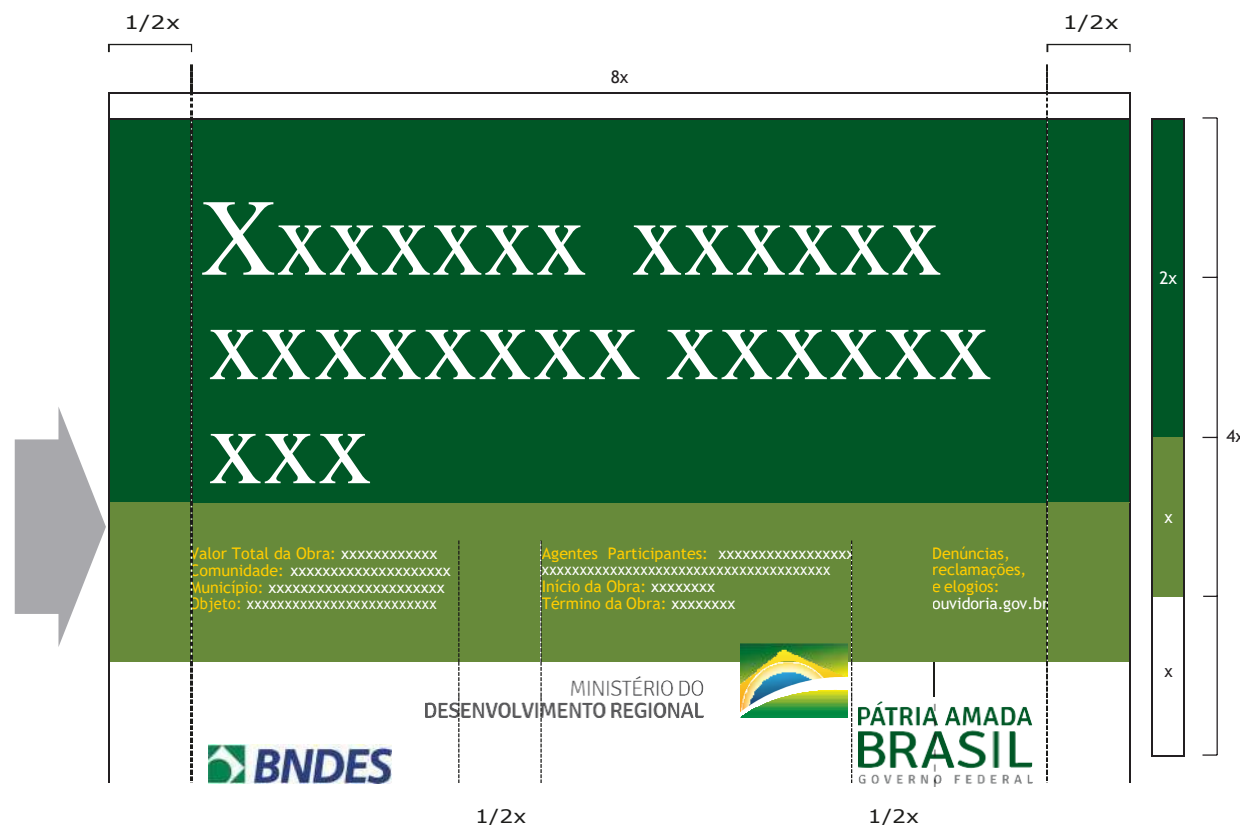 1/2x
1/2x
8x
Xxxxxxx xxxxxx
xxxxxxxx xxxxxx
xxx
2x
4x
x
x
Valor Total da Obra: xxxxxxxxxxxx
Comunidade: xxxxxxxxxxxxxxxxxxxx
Município: xxxxxxxxxxxxxxxxxxxxxx
Objeto: xxxxxxxxxxxxxxxxxxxxxxxx
Agentes Participantes: xxxxxxxxxxxxxxxxx
xxxxxxxxxxxxxxxxxxxxxxxxxxxxxxxxxxxx
Início da Obra: xxxxxxxx
Término da Obra: xxxxxxxx
Denúncias,
reclamações,
e elogios:
ouvidoria.gov.br
MINISTÉRIO DO
DESENVOLVIMENTO REGIONAL
PÁTRIA AMADA
BRASIL
GOVERNO FEDERAL
BNDES
1/2x
1/2x